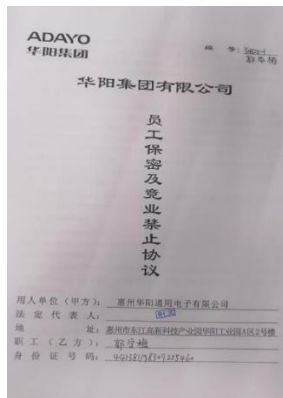 ADAYO
华阳集团
编 号：
华阳集团有限公司
员工保密及竞业禁止协议
用人单位（甲方）：惠州华阳通用电子有限公司
法定代表人：
地 址：惠州市东江高新科技产业园华阳工业园A区2号楼
职工（乙方）：
身份证号码：